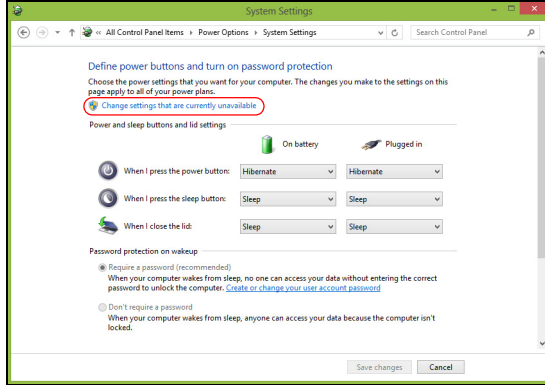 System Settings
« All Control Panel Items › Power Options › System Settings
Search Control Panel
Define power buttons and turn on password protection
Choose the power settings that you want for your computer. The changes you make to the settings on this
page apply to all of your power plans.
Change settings that are currently unavailable
Power and sleep buttons and lid settings
On battery Plugged in
When I press the power button: Hibernate Hibernate
When I press the sleep button: Sleep Sleep
When I close the lid: Sleep Sleep
Password protection on wakeup
Require a password (recommended)
When your computer wakes from sleep, no one can access your data without entering the correct
password to unlock the computer. Create or change your user account password
Don't require a password
When your computer wakes from sleep, anyone can access your data because the computer isn't
locked.
Save changes Cancel